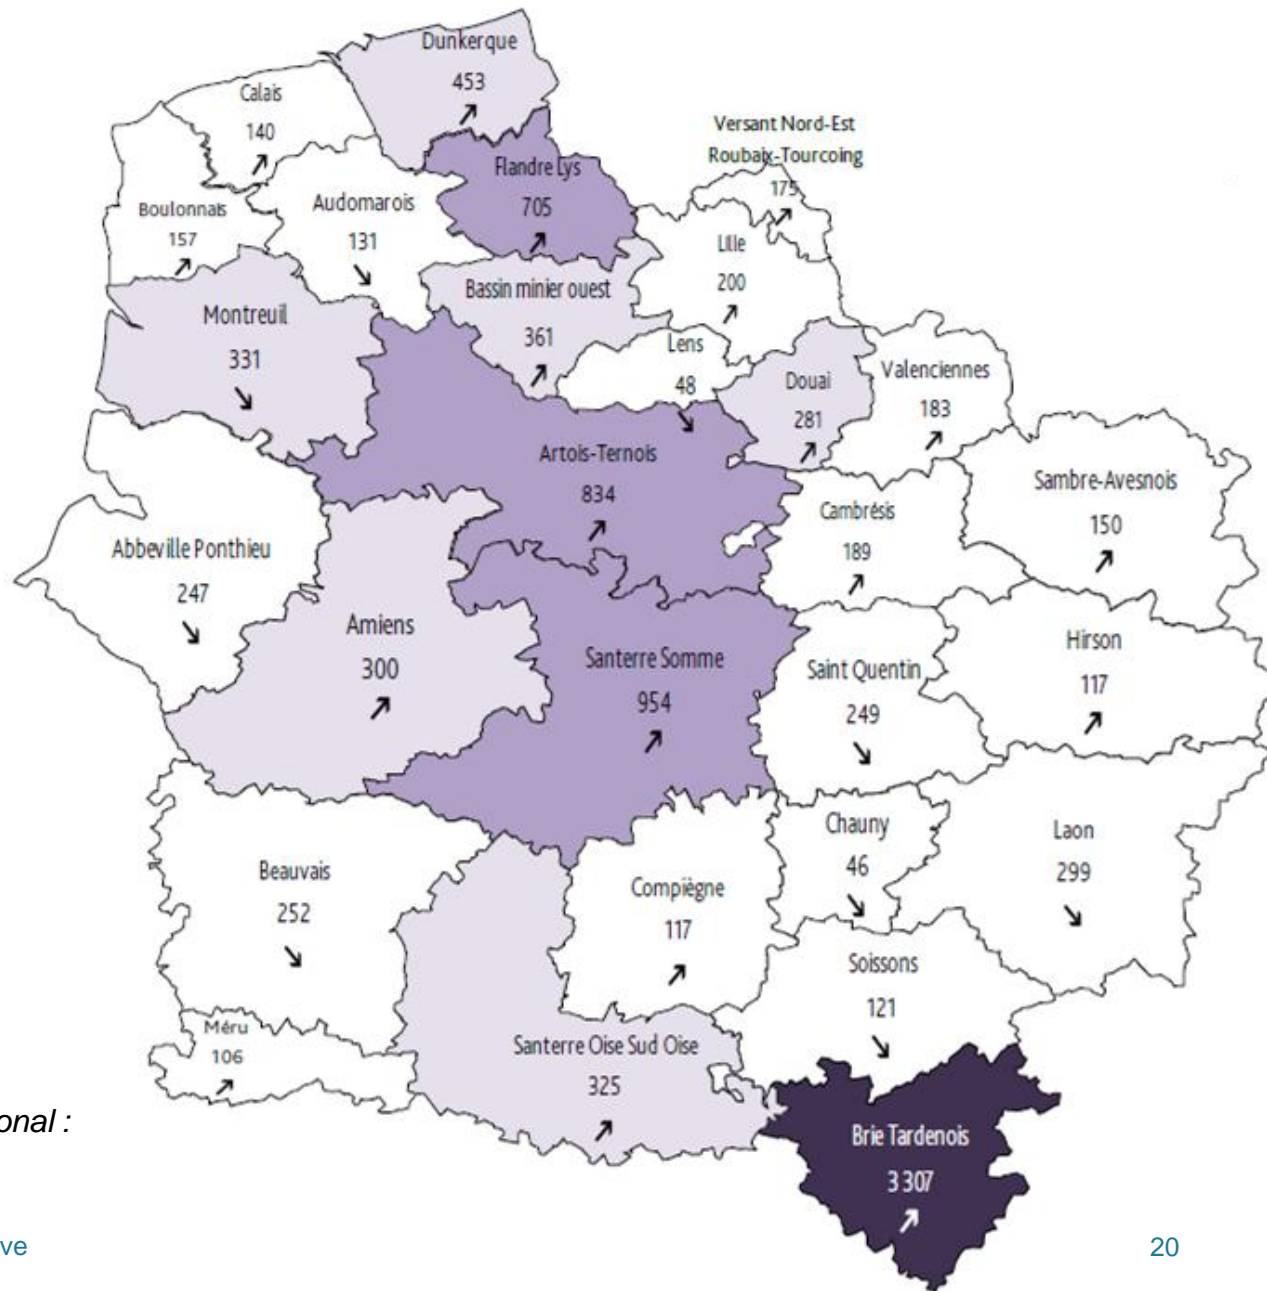 Dunkerque
453
Calais
140
Versant Nord-Est
Roubaix-Tourcoing
175
Flandre Lys
705
Boulonnais
157
Audomarois
131
Lille
200
Bassin minier ouest
361
Montreuil
331
Lens
48
Douai
281
Valenciennes
183
Artois-Ternois
834
Sambre-Avesnois
150
Cambrésis
189
Abbeville Ponthieu
247
Amiens
300
Santerre Somme
954
Saint Quentin
249
Hirson
117
Chauny
46
Laon
299
Beauvais
252
Compiègne
117
Soissons
121
Méru
106
Santerre Oise Sud Oise
325
onal :
Brie Tardenois
3 307
ve
20